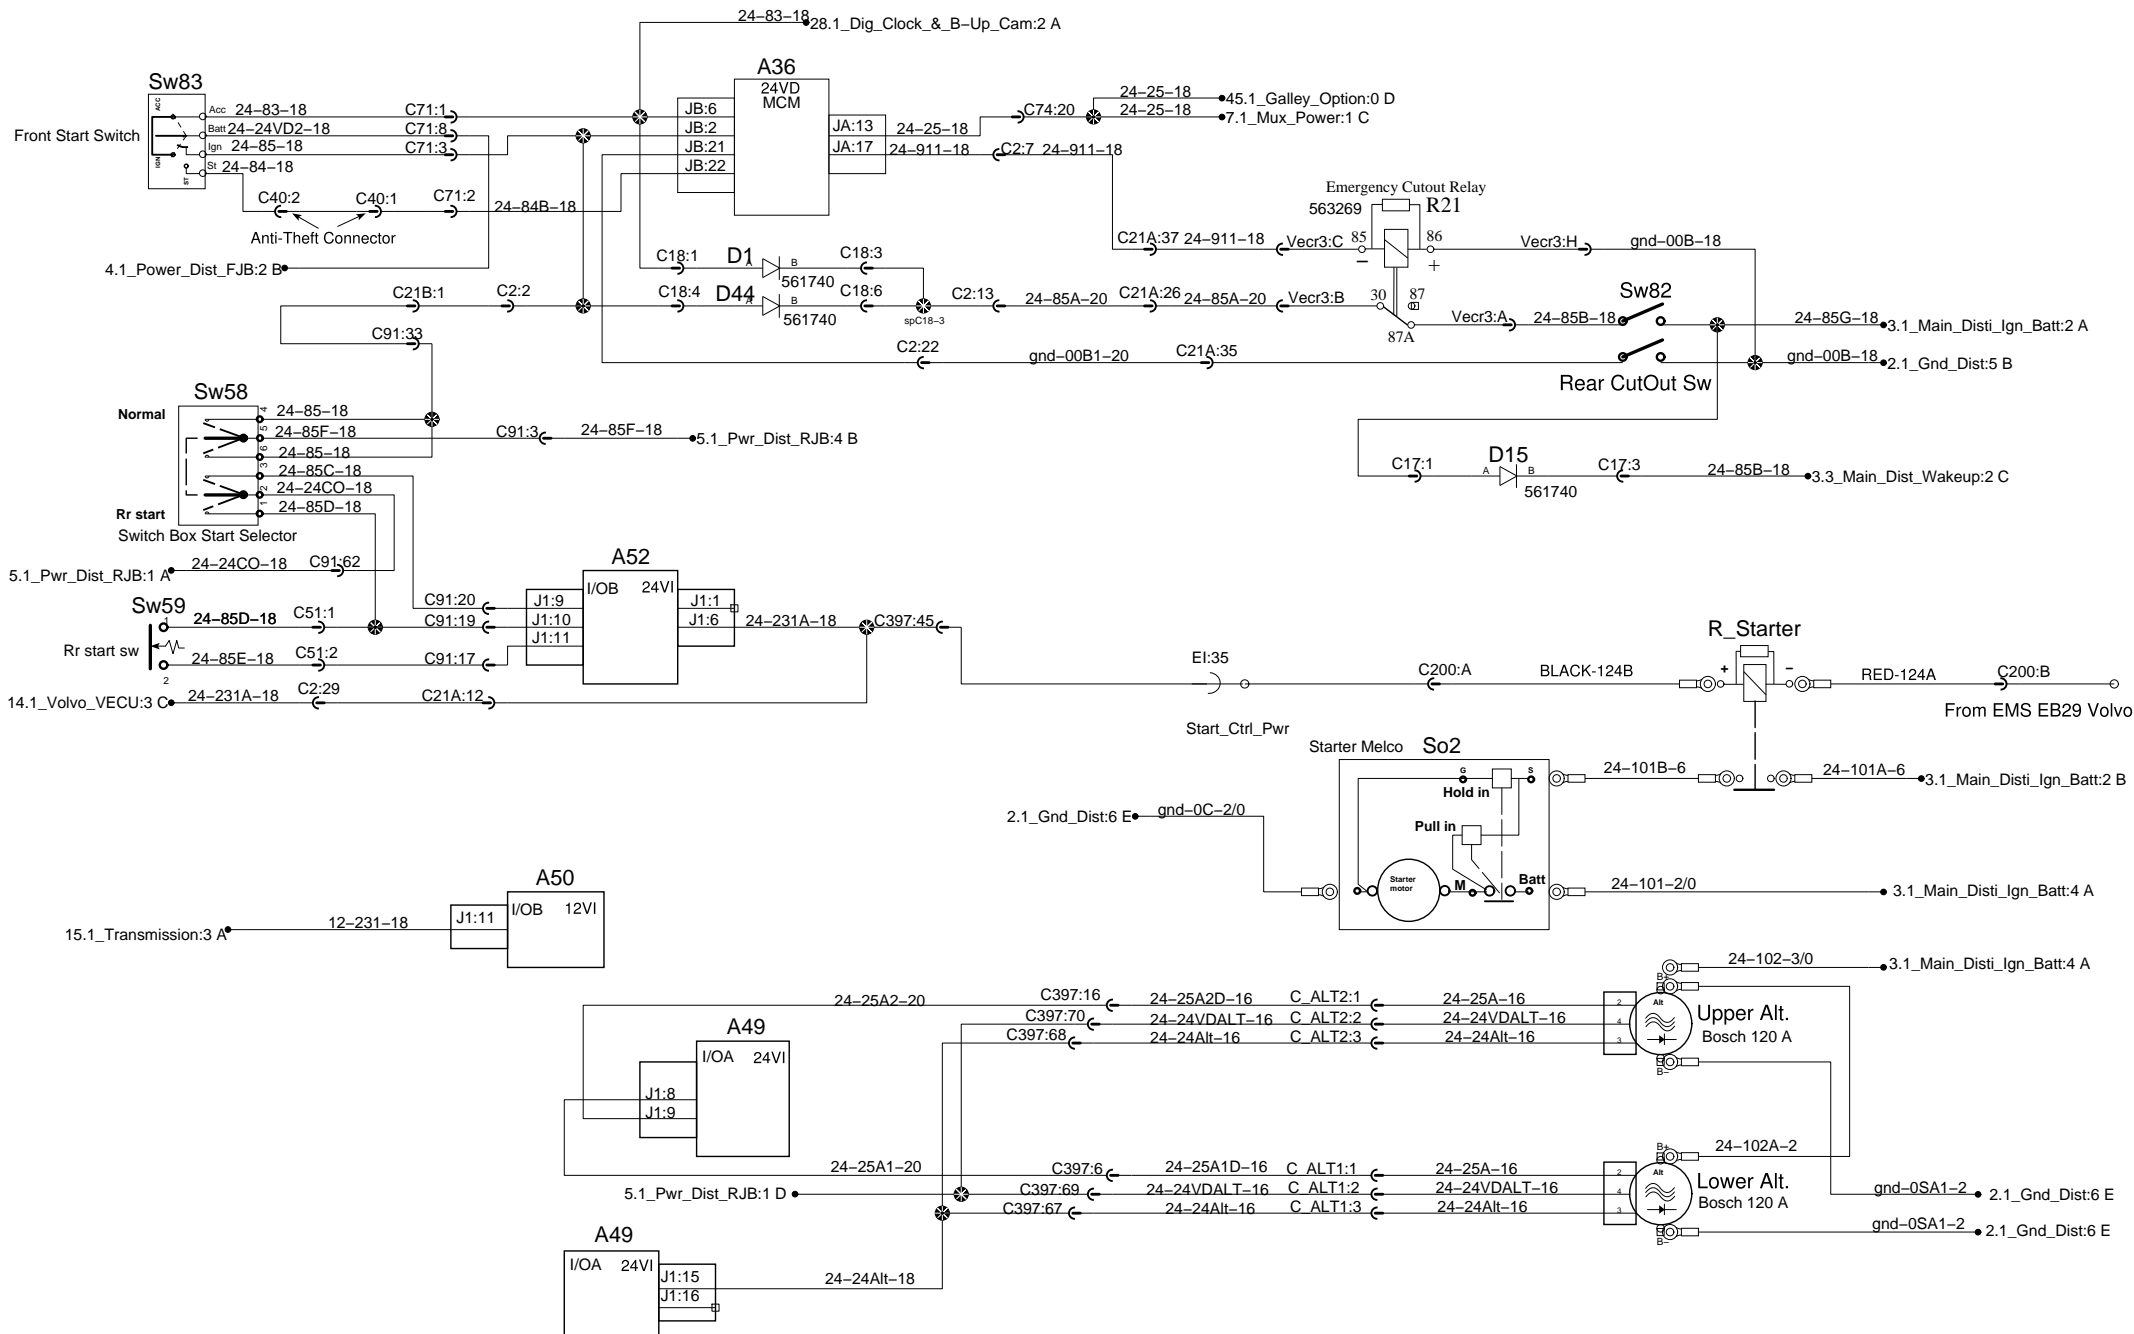 24–83–18
28.1_Dig_Clock_&_B–Up_Cam:2 A
Sw83
A36
24VD
MCM
ACC
IGN
ST
Front Start Switch
Acc
24–83–18
C71:1
Batt
24–24VD2–18
C71:8
Ign
24–85–18
C71:3
St
24–84–18
JB:6
JB:2
JB:21
JB:22
JA:13
24–25–18
JA:17
24–911–18
C2:7
24–911–18
C74:20
24–25–18
45.1_Galley_Option:0 D
24–25–18
7.1_Mux_Power:1 C
C40:2
C40:1
C71:2
24–84B–18
Anti-Theft Connector
4.1_Power_Dist_FJB:2 B
Emergency Cutout Relay
563269
R21
C21A:37
24–911–18
Vecr3:C
85
86
–
+
Vecr3:H
gnd–00B–18
C18:1
D1
A
B
561740
C18:3
C21B:1
C2:2
C18:4
D44
A
B
561740
C18:6
spC18–3
C2:13
24–85A–20
C21A:26
24–85A–20
Vecr3:B
30
87
87A
Vecr3:A
24–85B–18
Sw82
24–85G–18
3.1_Main_Disti_Ign_Batt:2 A
C91:33
C2:22
gnd–00B1–20
C21A:35
gnd–00B–18
2.1_Gnd_Dist:5 B
Rear CutOut Sw
Sw58
Normal
4
24–85–18
5
24–85F–18
C91:3
24–85F–18
5.1_Pwr_Dist_RJB:4 B
6
24–85–18
3
24–85C–18
2
24–24CO–18
1
24–85D–18
Rr start
Switch Box Start Selector
C17:1
A
D15
B
561740
C17:3
24–85B–18
3.3_Main_Dist_Wakeup:2 C
5.1_Pwr_Dist_RJB:1 A
24–24CO–18
C91:62
A52
I/OB
24VI
C91:20
J1:9
J1:1
Sw59
1
24–85D–18
C51:1
C91:19
J1:10
J1:6
24–231A–18
C397:45
J1:11
Rr start sw
24–85E–18
C51:2
C91:17
2
14.1_Volvo_VECU:3 C
24–231A–18
C2:29
C21A:12
EI:35
Start_Ctrl_Pwr
C200:A
BLACK-124B
R_Starter
+
–
RED-124A
C200:B
From EMS EB29 Volvo
Starter Melco
So2
G
S
Hold in
Pull in
Starter
motor
M
Batt
24–101B–6
24–101A–6
3.1_Main_Disti_Ign_Batt:2 B
2.1_Gnd_Dist:6 E
gnd–0C–2/0
24–101–2/0
3.1_Main_Disti_Ign_Batt:4 A
A50
I/OB
12VI
J1:11
15.1_Transmission:3 A
12–231–18
24–102–3/0
3.1_Main_Disti_Ign_Batt:4 A
24–25A2–20
C397:16
24–25A2D–16
C_ALT2:1
24–25A–16
C397:70
24–24VDALT–16
C_ALT2:2
24–24VDALT–16
C397:68
24–24Alt–16
C_ALT2:3
24–24Alt–16
2
4
3
B+
Alt
B–
Upper Alt.
Bosch 120 A
A49
I/OA
24VI
J1:8
J1:9
24–102A–2
24–25A1–20
C397:6
24–25A1D–16
C_ALT1:1
24–25A–16
5.1_Pwr_Dist_RJB:1 D
C397:69
24–24VDALT–16
C_ALT1:2
24–24VDALT–16
C397:67
24–24Alt–16
C_ALT1:3
24–24Alt–16
2
4
3
B+
Alt
B–
Lower Alt.
Bosch 120 A
gnd–0SA1–2
2.1_Gnd_Dist:6 E
gnd–0SA1–2
2.1_Gnd_Dist:6 E
A49
I/OA
24VI
J1:15
J1:16
24–24Alt–18